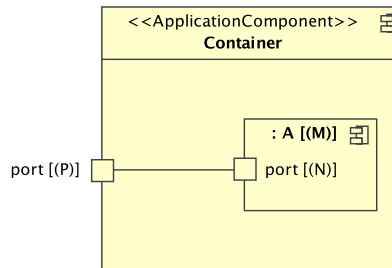 <<ApplicationComponent>>
Container
: A [(M)]
port [(P)]
port [(N)]